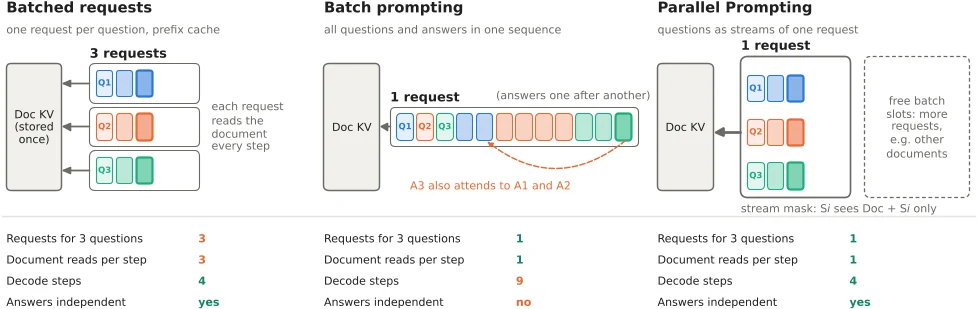 Batched requests
one request per question, prefix cache
3 requests
Doc KV
(stored
once)
Q1
Q2
Q3
each request
reads the
document
every step
Requests for 3 questions 3
Document reads per step 3
Decode steps 4
Answers independent yes
Batch prompting
all questions and answers in one sequence
1 request
(answers one after another)
Doc KV
Q1 Q2 Q3
A3 also attends to A1 and A2
Requests for 3 questions 1
Document reads per step 1
Decode steps 9
Answers independent no
Parallel Prompting
questions as streams of one request
1 request
Doc KV
Q1
Q2
Q3
free batch
slots: more
requests,
e.g. other
documents
stream mask: Si sees Doc + Si only
Requests for 3 questions 1
Document reads per step 1
Decode steps 4
Answers independent yes